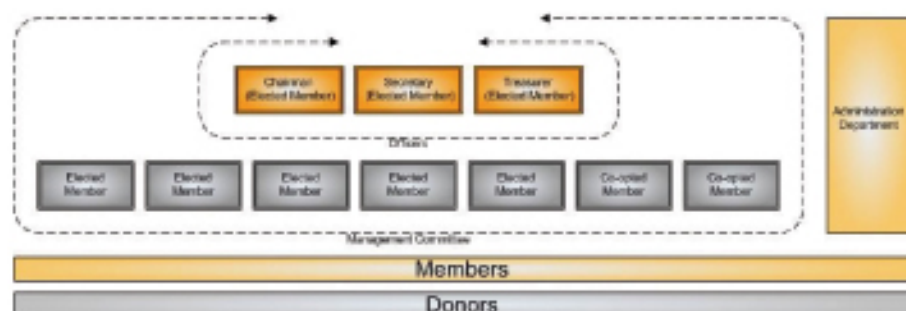 Chairman
(Elected Member)
Secretary
(Elected Member)
Treasurer
(Elected Member)
Administration
Department
Officers
Elected
Member
Elected
Member
Elected
Member
Elected
Member
Elected
Member
Co-opted
Member
Co-opted
Member
Management Committee
Members
Donors